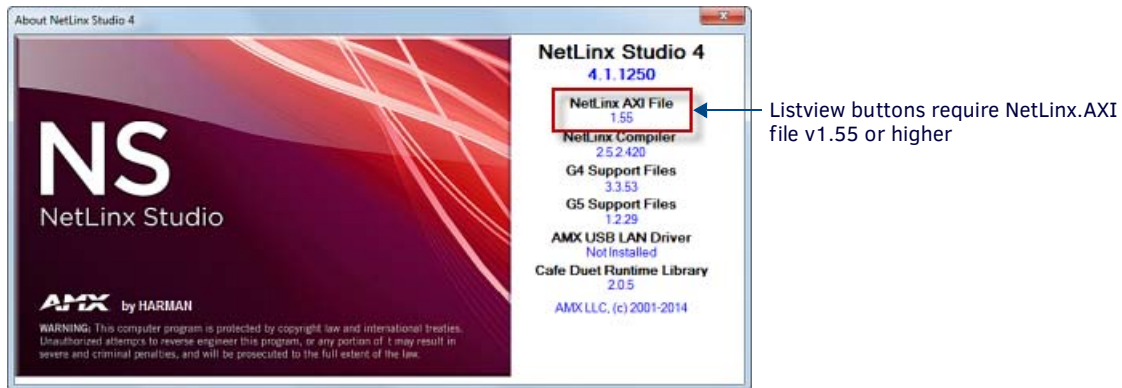 About NetLinx Studio 4
NS
NetLinx Studio
AMX by HARMAN
WARNING: This computer program is protected by copyright law and international treaties.
Unauthorized attempts to reverse engineer this program, or any portion of t may result in
severe and criminal penalties, and will be prosecuted to the full extent of the law.
NetLinx Studio 4
4.1.1250
NetLinx AXI File
1.55
NetLinx Compiler
2.5.2.420
G4 Support Files
3.3.53
G5 Support Files
1.2.29
AMX USB LAN Driver
Not Installed
Cafe Duet Runtime Library
2.0.5
AMX LLC, (c) 2001-2014
Listview buttons require NetLinx.AXI
file v1.55 or higher